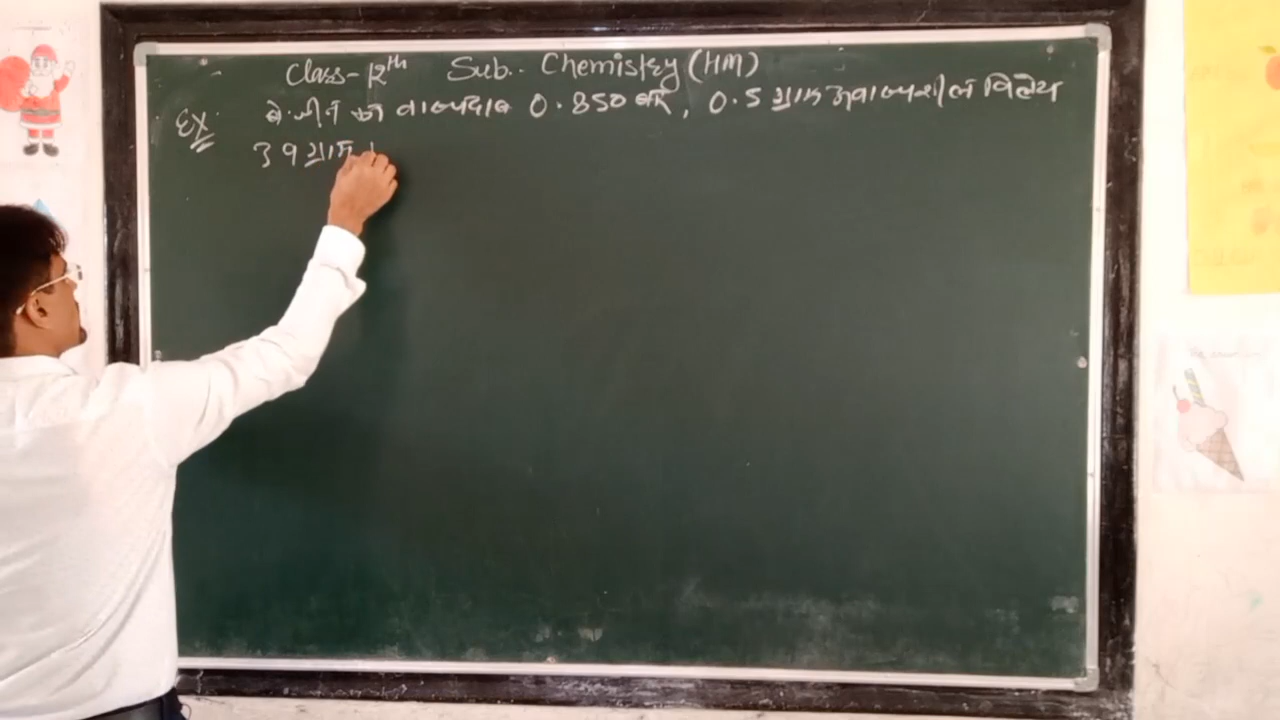 Class-12th Sub.. Chemistry (HM)
Ex. बेंजीन का वाष्पदाब 0.850 बार, 0.5 ग्राम अवाष्पशील विलेय
39 ग्राम